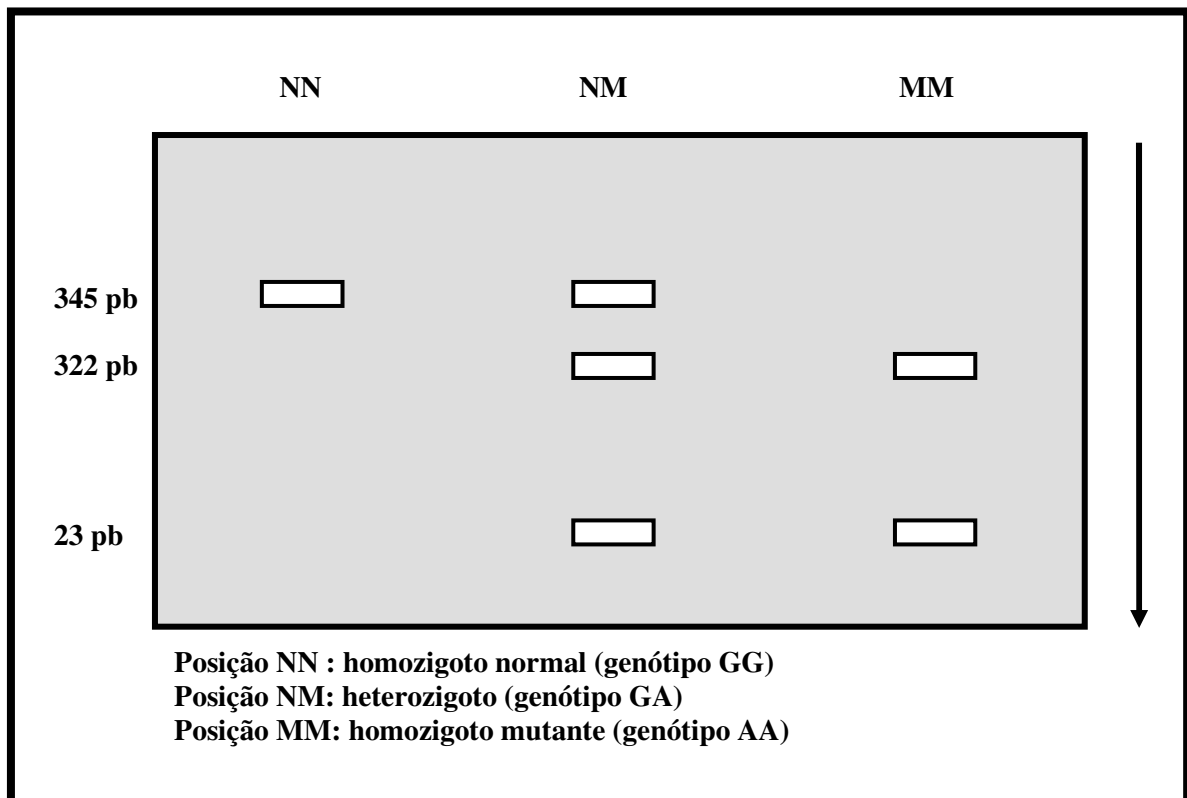 NN NM MM
345 pb
322 pb
23 pb
Posição NN : homozigoto normal (genótipo GG)
Posição NM: heterozigoto (genótipo GA)
Posição MM: homozigoto mutante (genótipo AA)